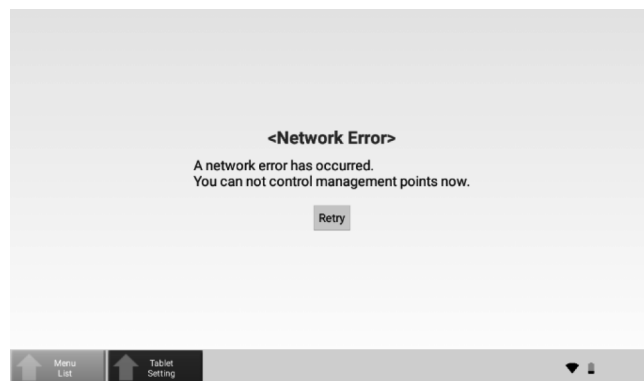 <Network Error>
A network error has occurred.
You can not control management points now.
Retry
Menu
List
Tablet
Setting